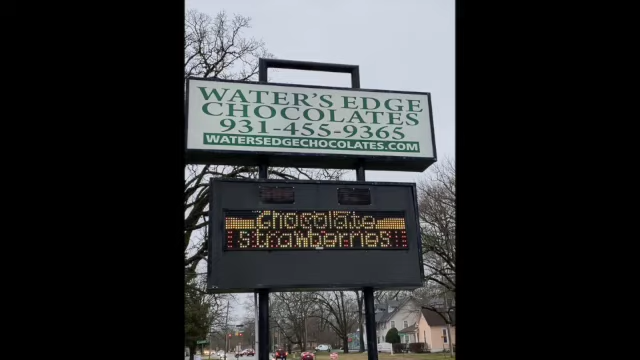 WATER'S EDGE
CHOCOLATES
931-455-9365
WATERSEDGECHOCOLATES.COM
Chocolate
Strawberries